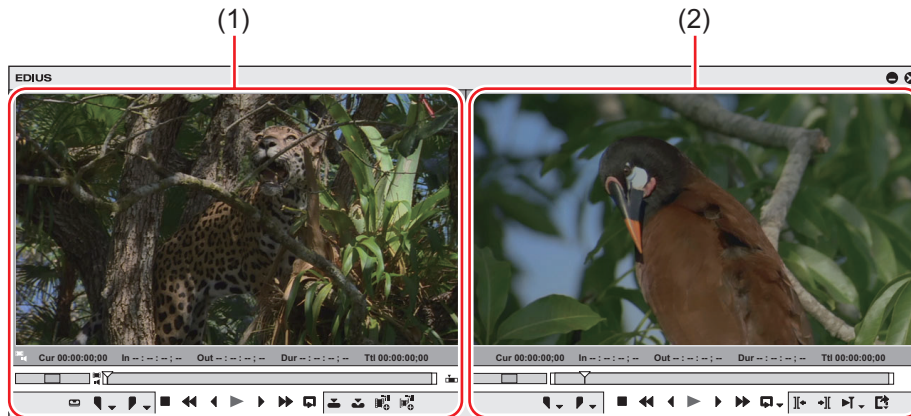 (1) (2)
EDIUS
Cur 00:00:00;00 In -- : -- : -- ; -- Out -- : -- : -- ; -- Dur -- : -- : -- ; -- Ttl 00:00:00;00
Cur 00:00:00;00 In -- : -- : -- ; -- Out -- : -- : -- ; -- Dur -- : -- : -- ; -- Ttl 00:00:00;00